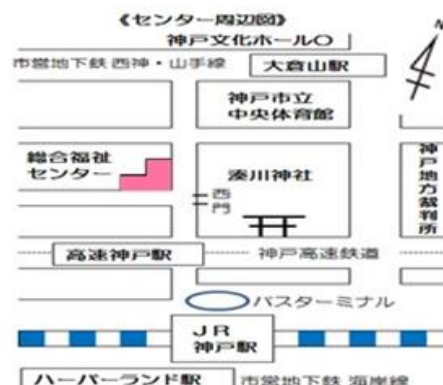 《センター周辺図》
神戸文化ホール○
N
市営地下鉄 西神・山手線
大倉山駅
神戸市立
中央体育館
総合福祉
センター
湊川神社
神戸地方裁判所
西門
高速神戸駅
神戸高速鉄道
バスターミナル
JR
神戸駅
ハーバーランド駅
市営地下鉄 海岸線